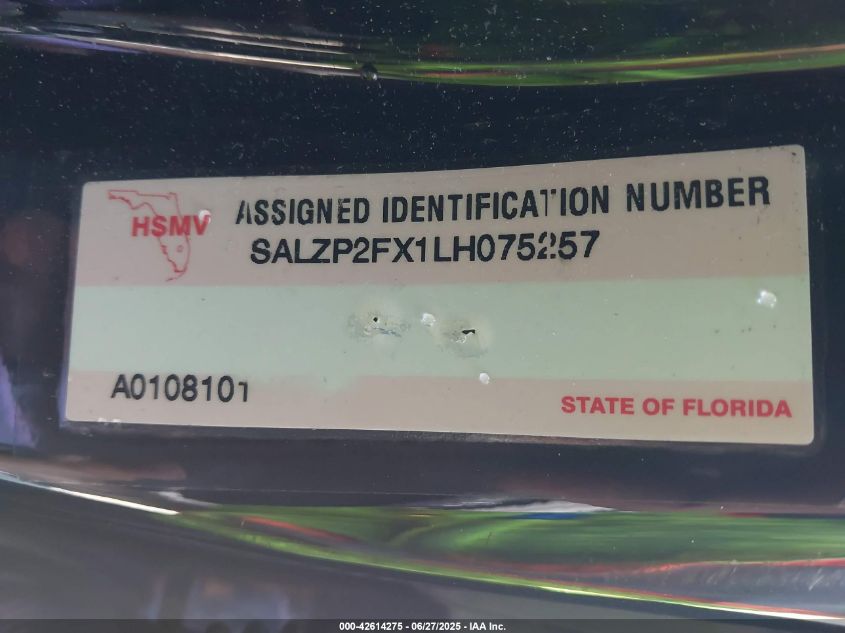 HSMV
ASSIGNED IDENTIFICATION NUMBER
SALZP2FX1LH075257
A0108101
STATE OF FLORIDA
000-42614275 - 06/27/2025 - IAA Inc.